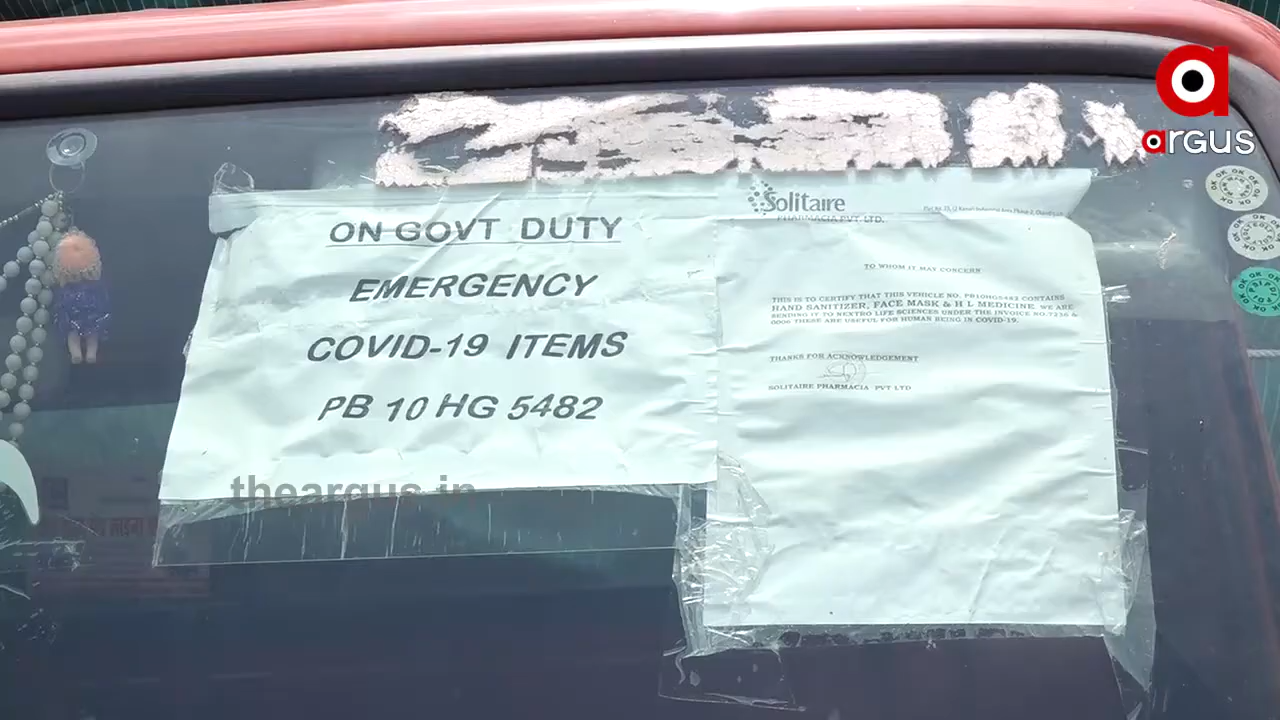 argus
ON GOVT DUTY
EMERGENCY
COVID-19 ITEMS
PB 10 HG 5482
Solitaire
PHARMACIA PVT. LTD.
TO WHOM IT MAY CONCERN
THIS IS TO CERTIFY THAT THIS VEHICLE NO. PB10HG5482 CONTAINS
HAND SANITIZER, FACE MASK & H L MEDICINE. WE ARE
SENDING IT TO NEXTRO LIFE SCIENCES UNDER THE INVOICE NO.7236 &
0006 THESE ARE USEFUL FOR HUMAN BEING IN COVID-19.
THANKS FOR ACKNOWLEDGEMENT
SOLITAIRE PHARMACIA PVT LTD
theargus.in
OK OK OK